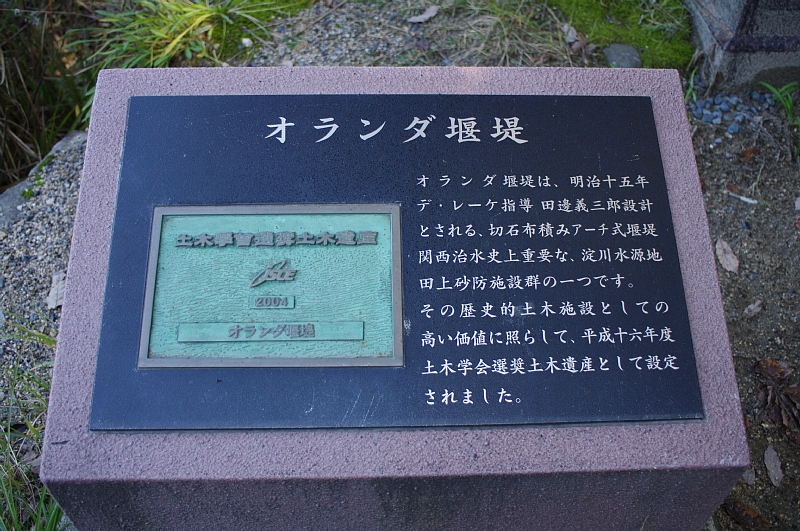 オランダ堰堤
オランダ堰堤は、明治十五年
デ・レーケ指導 田邊義三郎設計
とされる、切石布積みアーチ式堰堤
関西治水史上重要な、淀川水源地
田上砂防施設群の一つです。
その歴史的土木施設としての
高い価値に照らして、平成十六年度
土木学会選奨土木遺産として設定
されました。
土木學會選奨土木遺産
JSCE
2004
オランダ堰堤